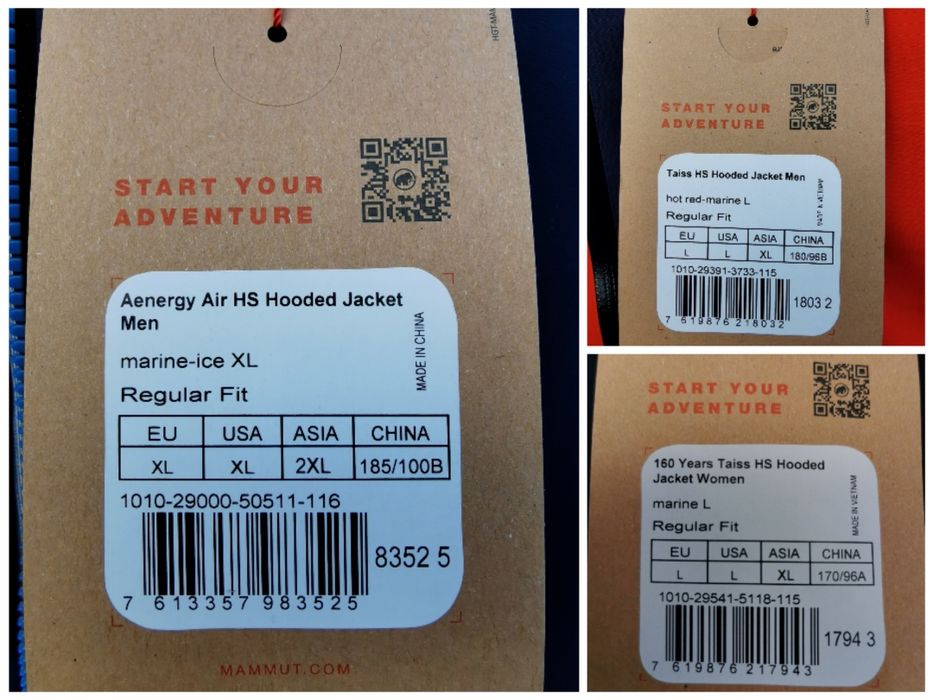 START YOUR
ADVENTURE
Aenergy Air HS Hooded Jacket
Men
marine-ice XL
Regular Fit
MADE IN CHINA
EU USA ASIA CHINA
XL XL 2XL 185/100B
1010-29000-50511-116
8352 5
7 613357 983525
MAMMUT.COM
START YOUR
ADVENTURE
Taiss HS Hooded Jacket Men
hot red-marine L
Regular Fit
MADE IN VIETNAM
EU USA ASIA CHINA
L L XL 180/96B
1010-29391-3733-115
1803 2
7 619876 218032
START YOUR
ADVENTURE
160 Years Taiss HS Hooded
Jacket Women
marine L
Regular Fit
MADE IN VIETNAM
EU USA ASIA CHINA
L L XL 170/96A
1010-29541-5118-115
1794 3
7 619876 217943